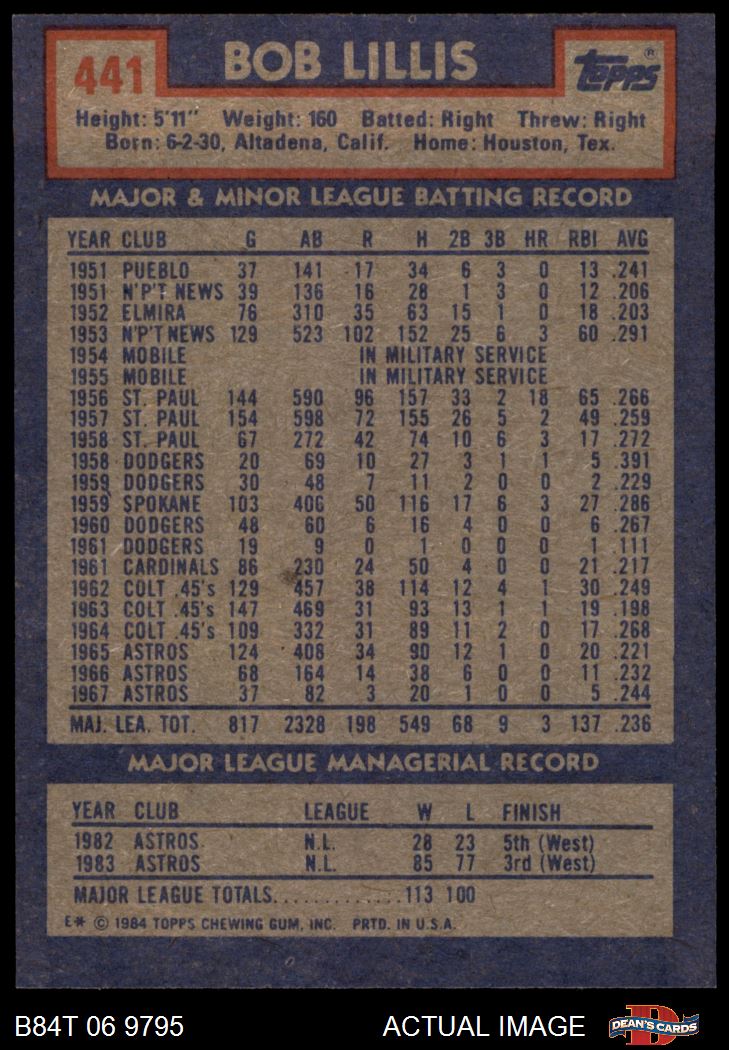 441
BOB LILLIS
topps®
Height: 5'11" Weight: 160 Batted: Right Threw: Right
Born: 6-2-30, Altadena, Calif. Home: Houston, Tex.
MAJOR & MINOR LEAGUE BATTING RECORD
YEAR CLUB G AB R H 2B 3B HR RBI AVG
1951 PUEBLO 37 141 17 34 6 3 0 13 .241
1951 N'P'T NEWS 39 136 16 28 1 3 0 12 .206
1952 ELMIRA 76 310 35 63 15 1 0 18 .203
1953 N'P'T NEWS 129 523 102 152 25 6 3 60 .291
1954 MOBILE IN MILITARY SERVICE
1955 MOBILE IN MILITARY SERVICE
1956 ST. PAUL 144 590 96 157 33 2 18 65 .266
1957 ST. PAUL 154 598 72 155 26 5 2 49 .259
1958 ST. PAUL 67 272 42 74 10 6 3 17 .272
1958 DODGERS 20 69 10 27 3 1 1 5 .391
1959 DODGERS 30 48 7 11 2 0 0 2 .229
1959 SPOKANE 103 406 50 116 17 6 3 27 .286
1960 DODGERS 48 60 6 16 4 0 0 6 .267
1961 DODGERS 19 9 0 1 0 0 0 1 .111
1961 CARDINALS 86 230 24 50 4 0 0 21 .217
1962 COLT .45's 129 457 38 114 12 4 1 30 .249
1963 COLT .45's 147 469 31 93 13 1 1 19 .198
1964 COLT .45's 109 332 31 89 11 2 0 17 .268
1965 ASTROS 124 408 34 90 12 1 0 20 .221
1966 ASTROS 68 164 14 38 6 0 0 11 .232
1967 ASTROS 37 82 3 20 1 0 0 5 .244
MAJ. LEA. TOT. 817 2328 198 549 68 9 3 137 .236
MAJOR LEAGUE MANAGERIAL RECORD
YEAR CLUB LEAGUE W L FINISH
1982 ASTROS N.L. 28 23 5th (West)
1983 ASTROS N.L. 85 77 3rd (West)
MAJOR LEAGUE TOTALS.............113 100
E* © 1984 TOPPS CHEWING GUM, INC. PRTD. IN U.S.A.
B84T 06 9795 ACTUAL IMAGE DEAN'S CARDS